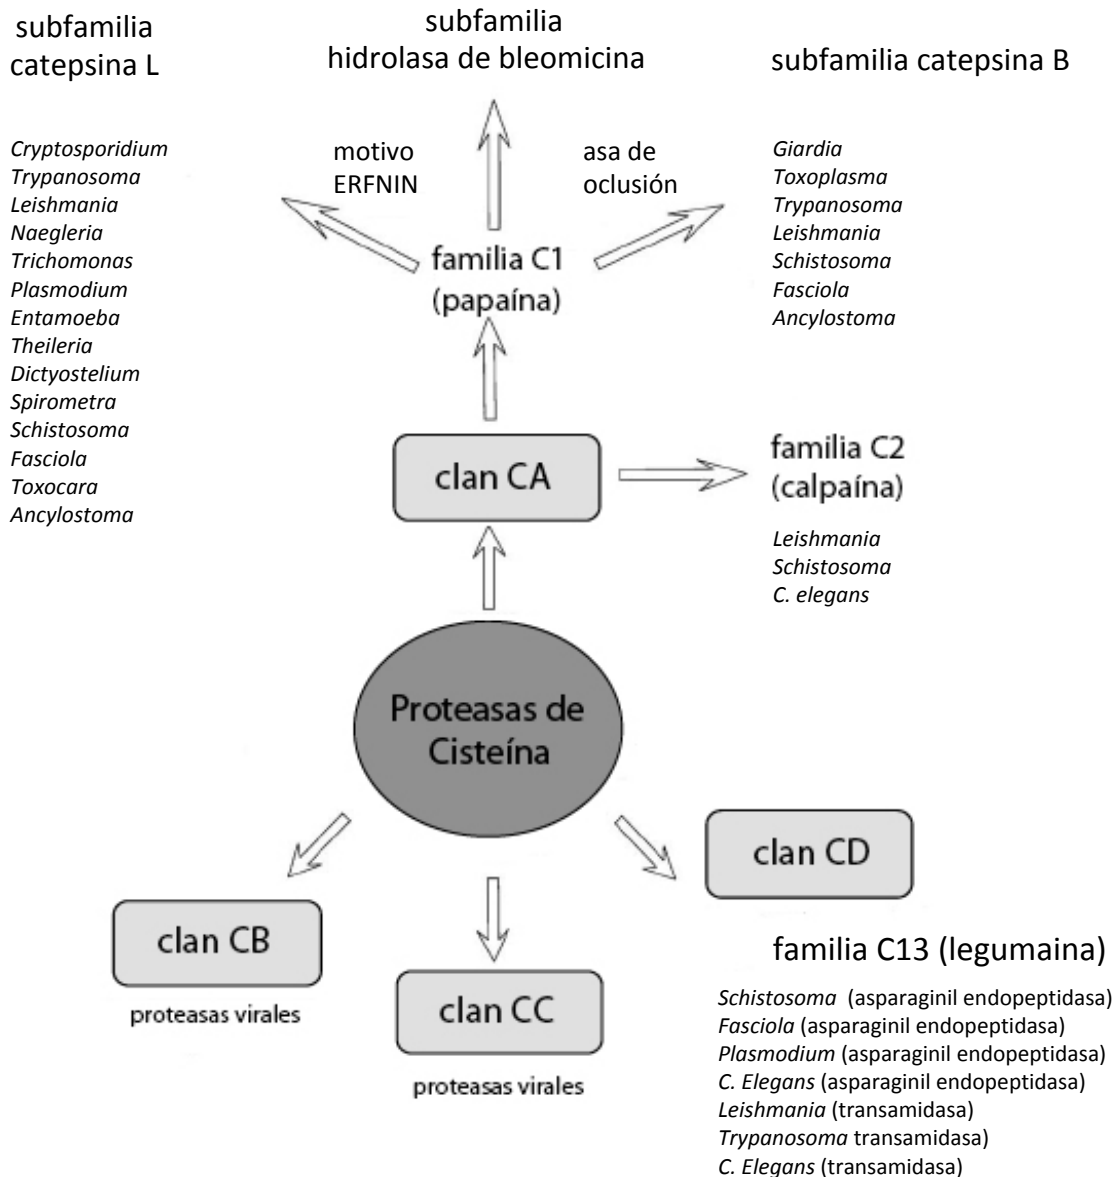 subfamilia
catepsina L
subfamilia
hidrolasa de bleomicina
subfamilia catepsina B
Cryptosporidium
Trypanosoma
Leishmania
Naegleria
Trichomonas
Plasmodium
Entamoeba
Theileria
Dictyostelium
Spirometra
Schistosoma
Fasciola
Toxocara
Ancylostoma
motivo
ERFNIN
asa de
oclusión
Giardia
Toxoplasma
Trypanosoma
Leishmania
Schistosoma
Fasciola
Ancylostoma
familia C1
(papaína)
clan CA
familia C2
(calpaína)
Leishmania
Schistosoma
C. elegans
Proteasas de
Cisteína
clan CB
proteasas virales
clan CC
proteasas virales
clan CD
familia C13 (legumaina)
Schistosoma (asparaginil endopeptidasa)
Fasciola (asparaginil endopeptidasa)
Plasmodium (asparaginil endopeptidasa)
C. Elegans (asparaginil endopeptidasa)
Leishmania (transamidasa)
Trypanosoma transamidasa)
C. Elegans (transamidasa)